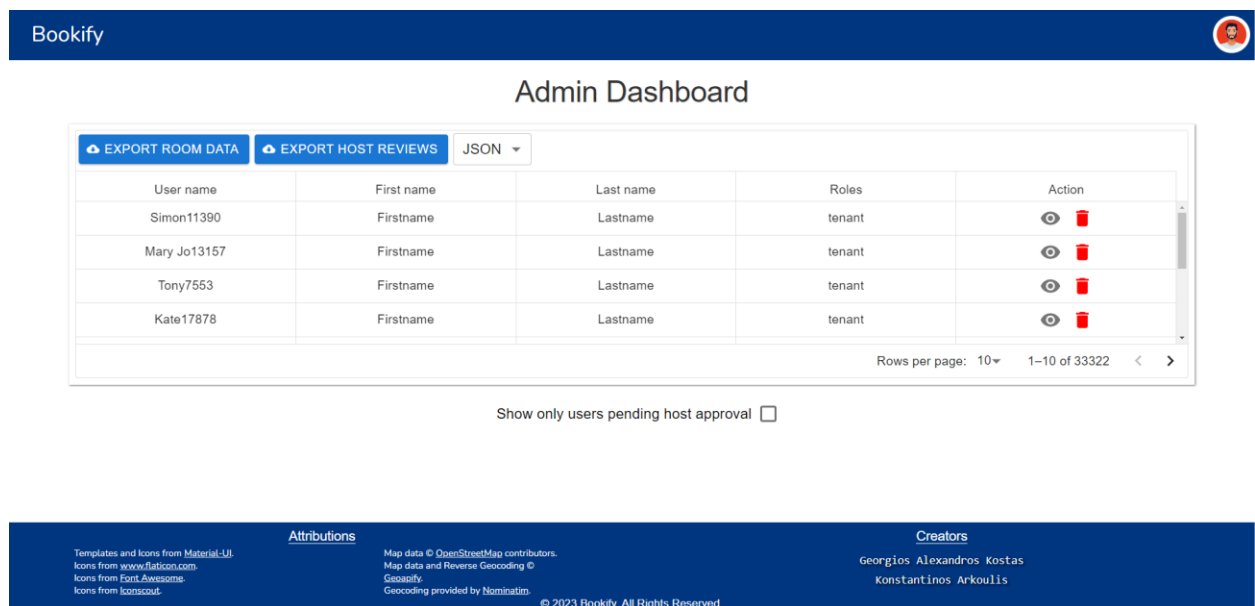 Bookify
Admin Dashboard
EXPORT ROOM DATA EXPORT HOST REVIEWS JSON
User name First name Last name Roles Action
Simon11390 Firstname Lastname tenant
Mary Jo13157 Firstname Lastname tenant
Tony7553 Firstname Lastname tenant
Kate17878 Firstname Lastname tenant
Rows per page: 10 1–10 of 33322
Show only users pending host approval
Attributions
Templates and Icons from Material-UI.
Icons from www.flaticon.com.
Icons from Font Awesome.
Icons from Iconscout.
Map data © OpenStreetMap contributors.
Map data and Reverse Geocoding ©
Geoapify.
Geocoding provided by Nominatim.
Creators
Georgios Alexandros Kostas
Konstantinos Arkoulis
© 2023 Bookify. All Rights Reserved